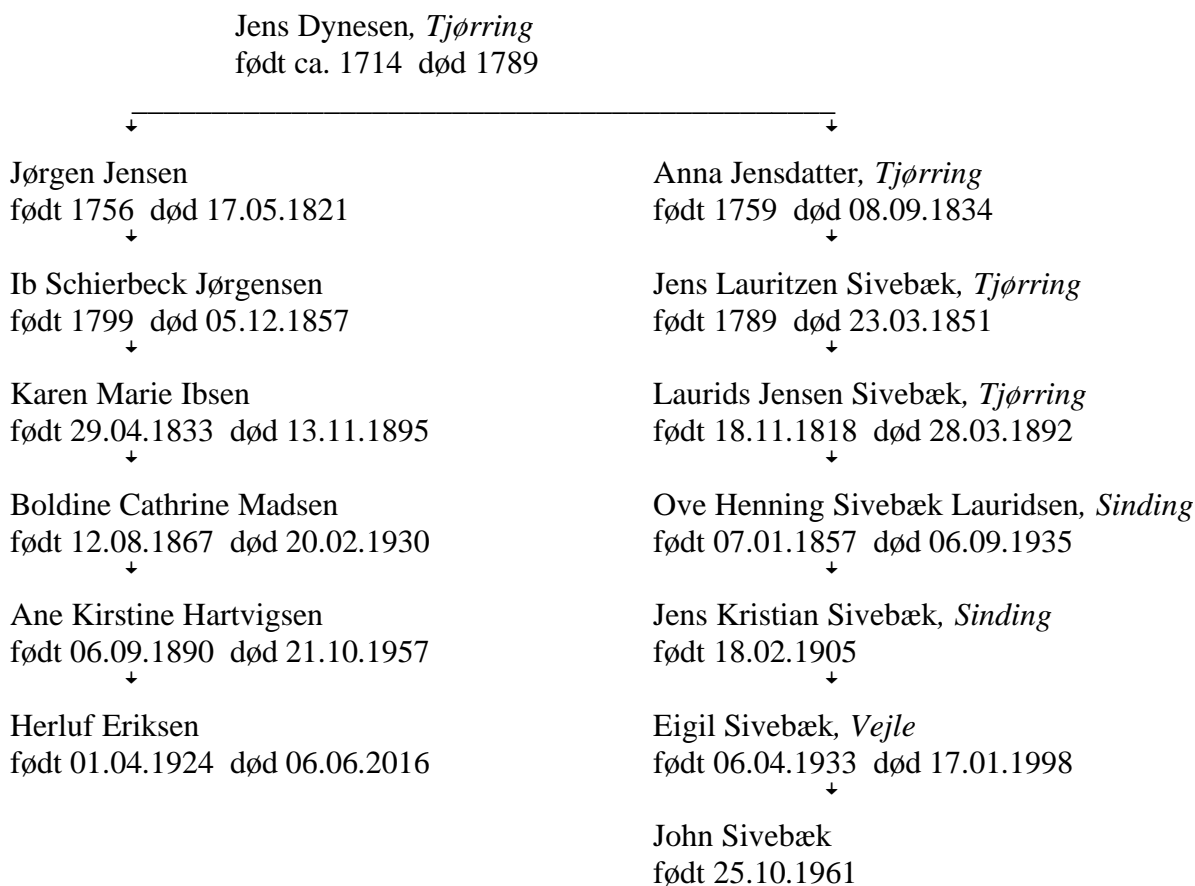 Jens Dynesen, Tjørring
født ca. 1714  død 1789
Jørgen Jensen
født 1756  død 17.05.1821
Ib Schierbeck Jørgensen
født 1799  død 05.12.1857
Karen Marie Ibsen
født 29.04.1833  død 13.11.1895
Boldine Cathrine Madsen
født 12.08.1867  død 20.02.1930
Ane Kirstine Hartvigsen
født 06.09.1890  død 21.10.1957
Herluf Eriksen
født 01.04.1924  død 06.06.2016
Anna Jensdatter, Tjørring
født 1759  død 08.09.1834
Jens Lauritzen Sivebæk, Tjørring
født 1789  død 23.03.1851
Laurids Jensen Sivebæk, Tjørring
født 18.11.1818  død 28.03.1892
Ove Henning Sivebæk Lauridsen, Sinding
født 07.01.1857  død 06.09.1935
Jens Kristian Sivebæk, Sinding
født 18.02.1905
Eigil Sivebæk, Vejle
født 06.04.1933  død 17.01.1998
John Sivebæk
født 25.10.1961